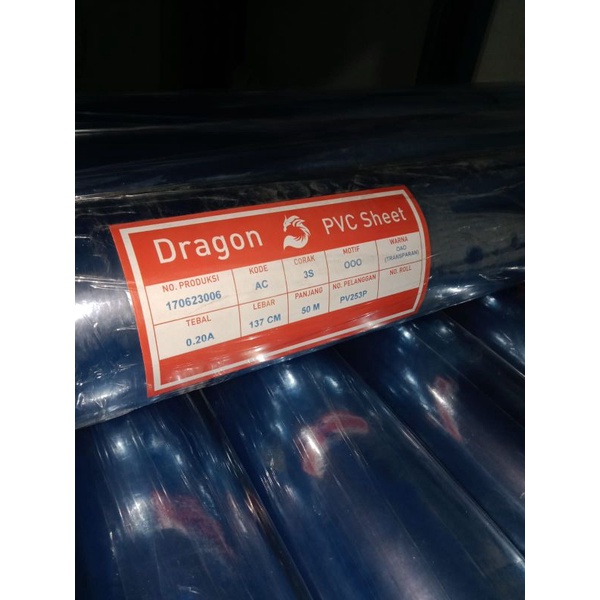 Dragon PVC Sheet
NO. PRODUKSI KODE CORAK MOTIF WARNA
170623006 AC 3S OOO OAO (TRANSPARAN)
TEBAL LEBAR PANJANG NO. PELANGGAN NO. ROLL
0.20A 137 CM 50 M PV253P